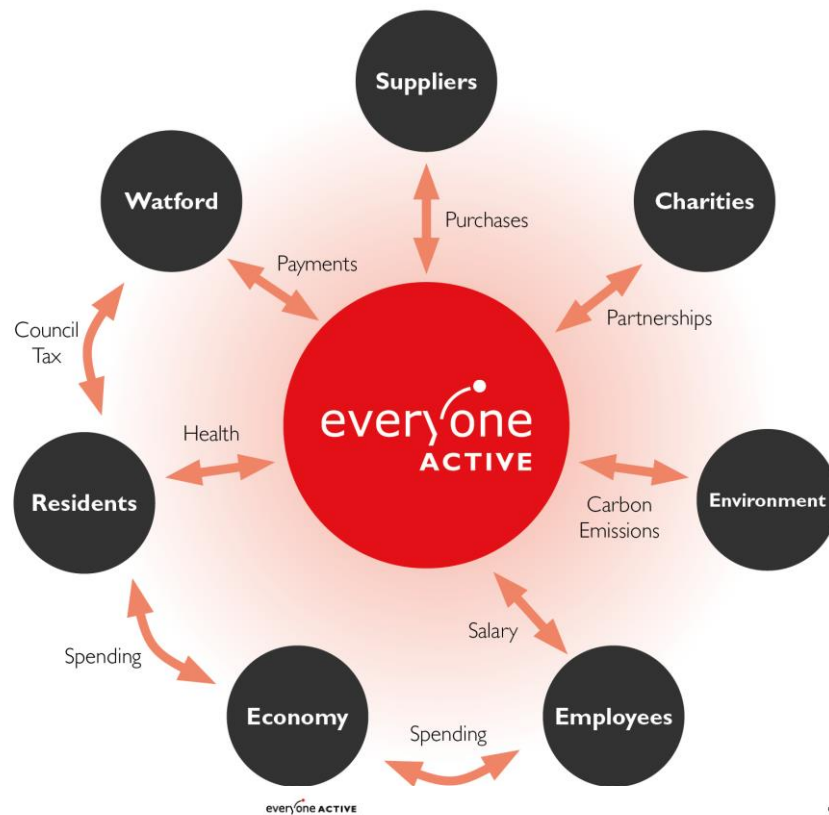 Suppliers
Watford
Charities
Purchases
Payments
Partnerships
Council
Tax
everyone
ACTIVE
Health
Residents
Environment
Carbon
Emissions
Salary
Spending
Economy
Spending
Employees
everyone ACTIVE